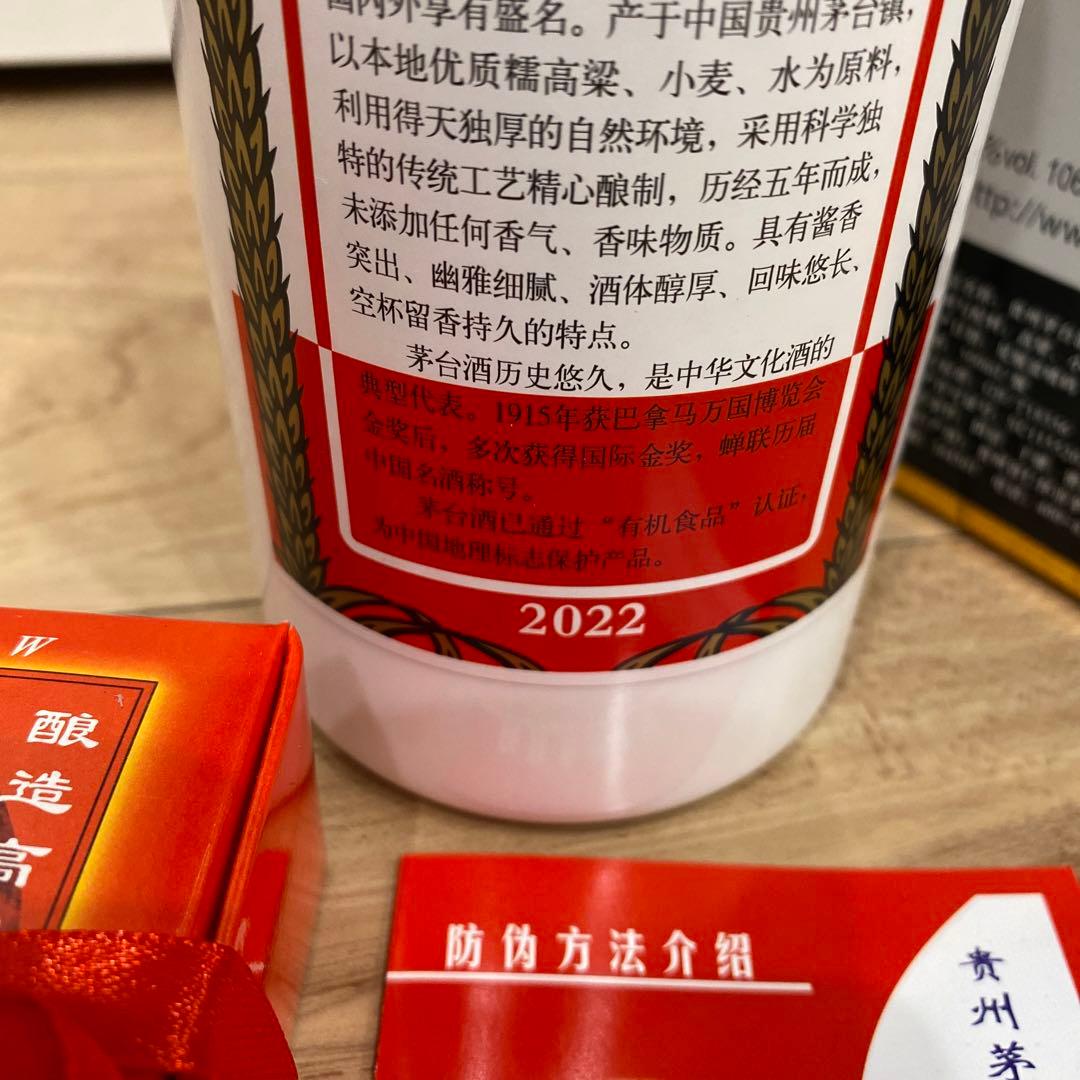 国内外享有盛名。产于中国贵州茅台镇，
以本地优质糯高粱、小麦、水为原料，
利用得天独厚的自然环境，采用科学独
特的传统工艺精心酿制，历经五年而成，
未添加任何香气、香味物质。具有酱香
突出、幽雅细腻、酒体醇厚、回味悠长、
空杯留香持久的特点。
茅台酒历史悠久，是中华文化酒的
典型代表。1915年获巴拿马万国博览会
金奖后，多次获得国际金奖，蝉联历届
中国名酒称号。
茅台酒已通过“有机食品”认证，
为中国地理标志保护产品。
2022
%vol. 106
ttp://ww
W
酿
造
高
防伪方法介绍
贵
州
茅